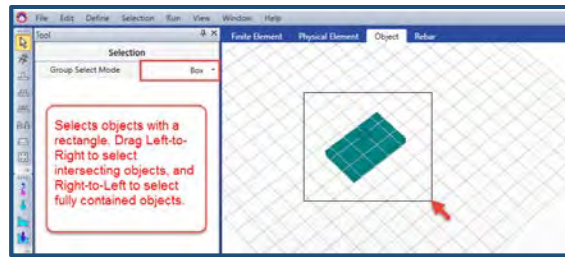 File Edit Define Selection Run View Window Help
Tool
Finite Element Physical Element Object Rebar
Selection
Group Select Mode Box
Selects objects with a
rectangle. Drag Left-to-
Right to select
intersecting objects, and
Right-to-Left to select
fully contained objects.